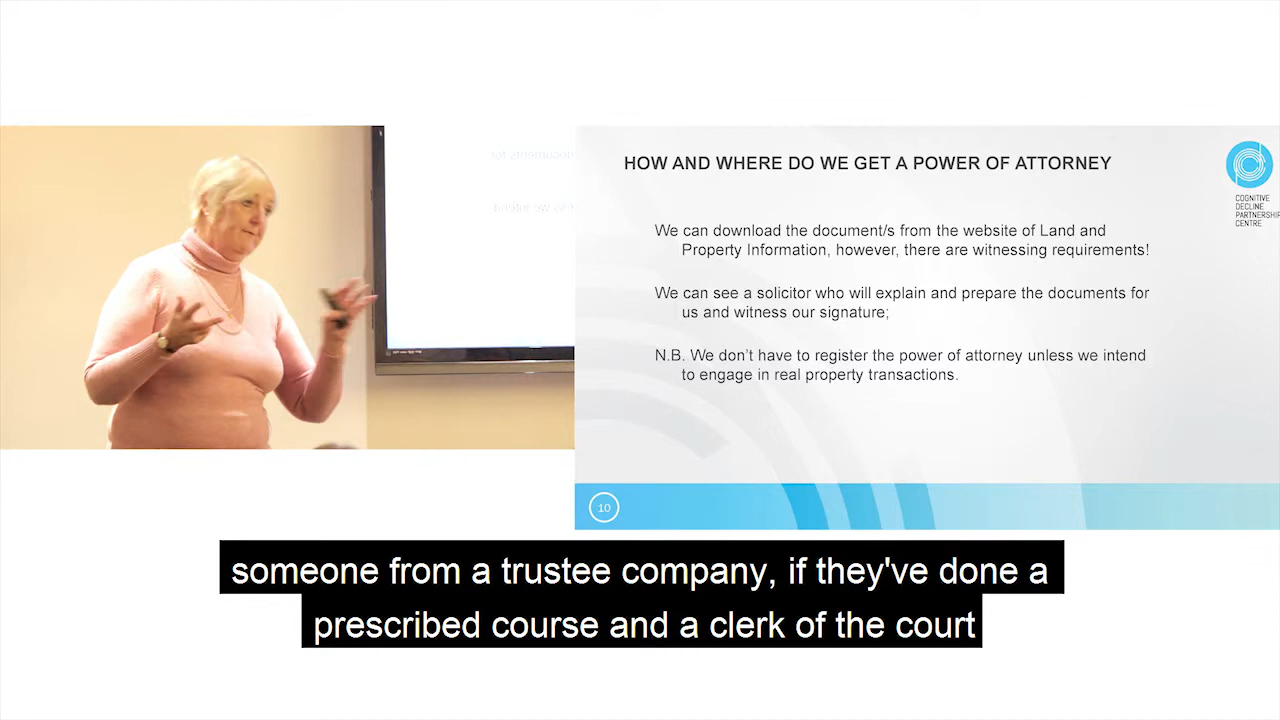 HOW AND WHERE DO WE GET A POWER OF ATTORNEY
COGNITIVE
DECLINE
PARTNERSHIP
CENTRE
We can download the document/s from the website of Land and
Property Information, however, there are witnessing requirements!
We can see a solicitor who will explain and prepare the documents for
us and witness our signature;
N.B. We don’t have to register the power of attorney unless we intend
to engage in real property transactions.
10
someone from a trustee company, if they've done a
prescribed course and a clerk of the court